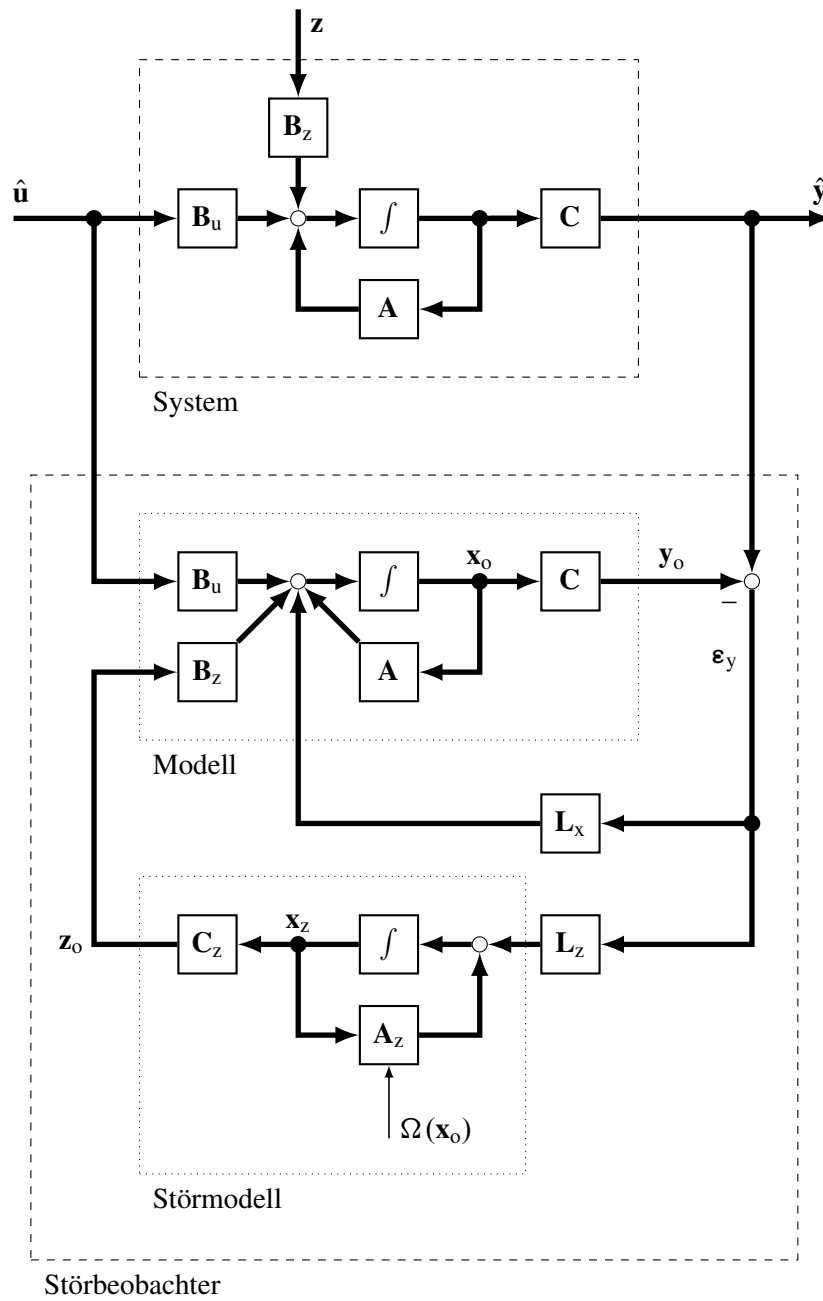 z
B_z
û B_u ∫ C ŷ
A
System
x_o y_o
B_u ∫ C
–
B_z A ε_y
Modell
L_x
x_z
z_o C_z ∫ L_z
A_z
Ω(x_o)
Störmodell
Störbeobachter